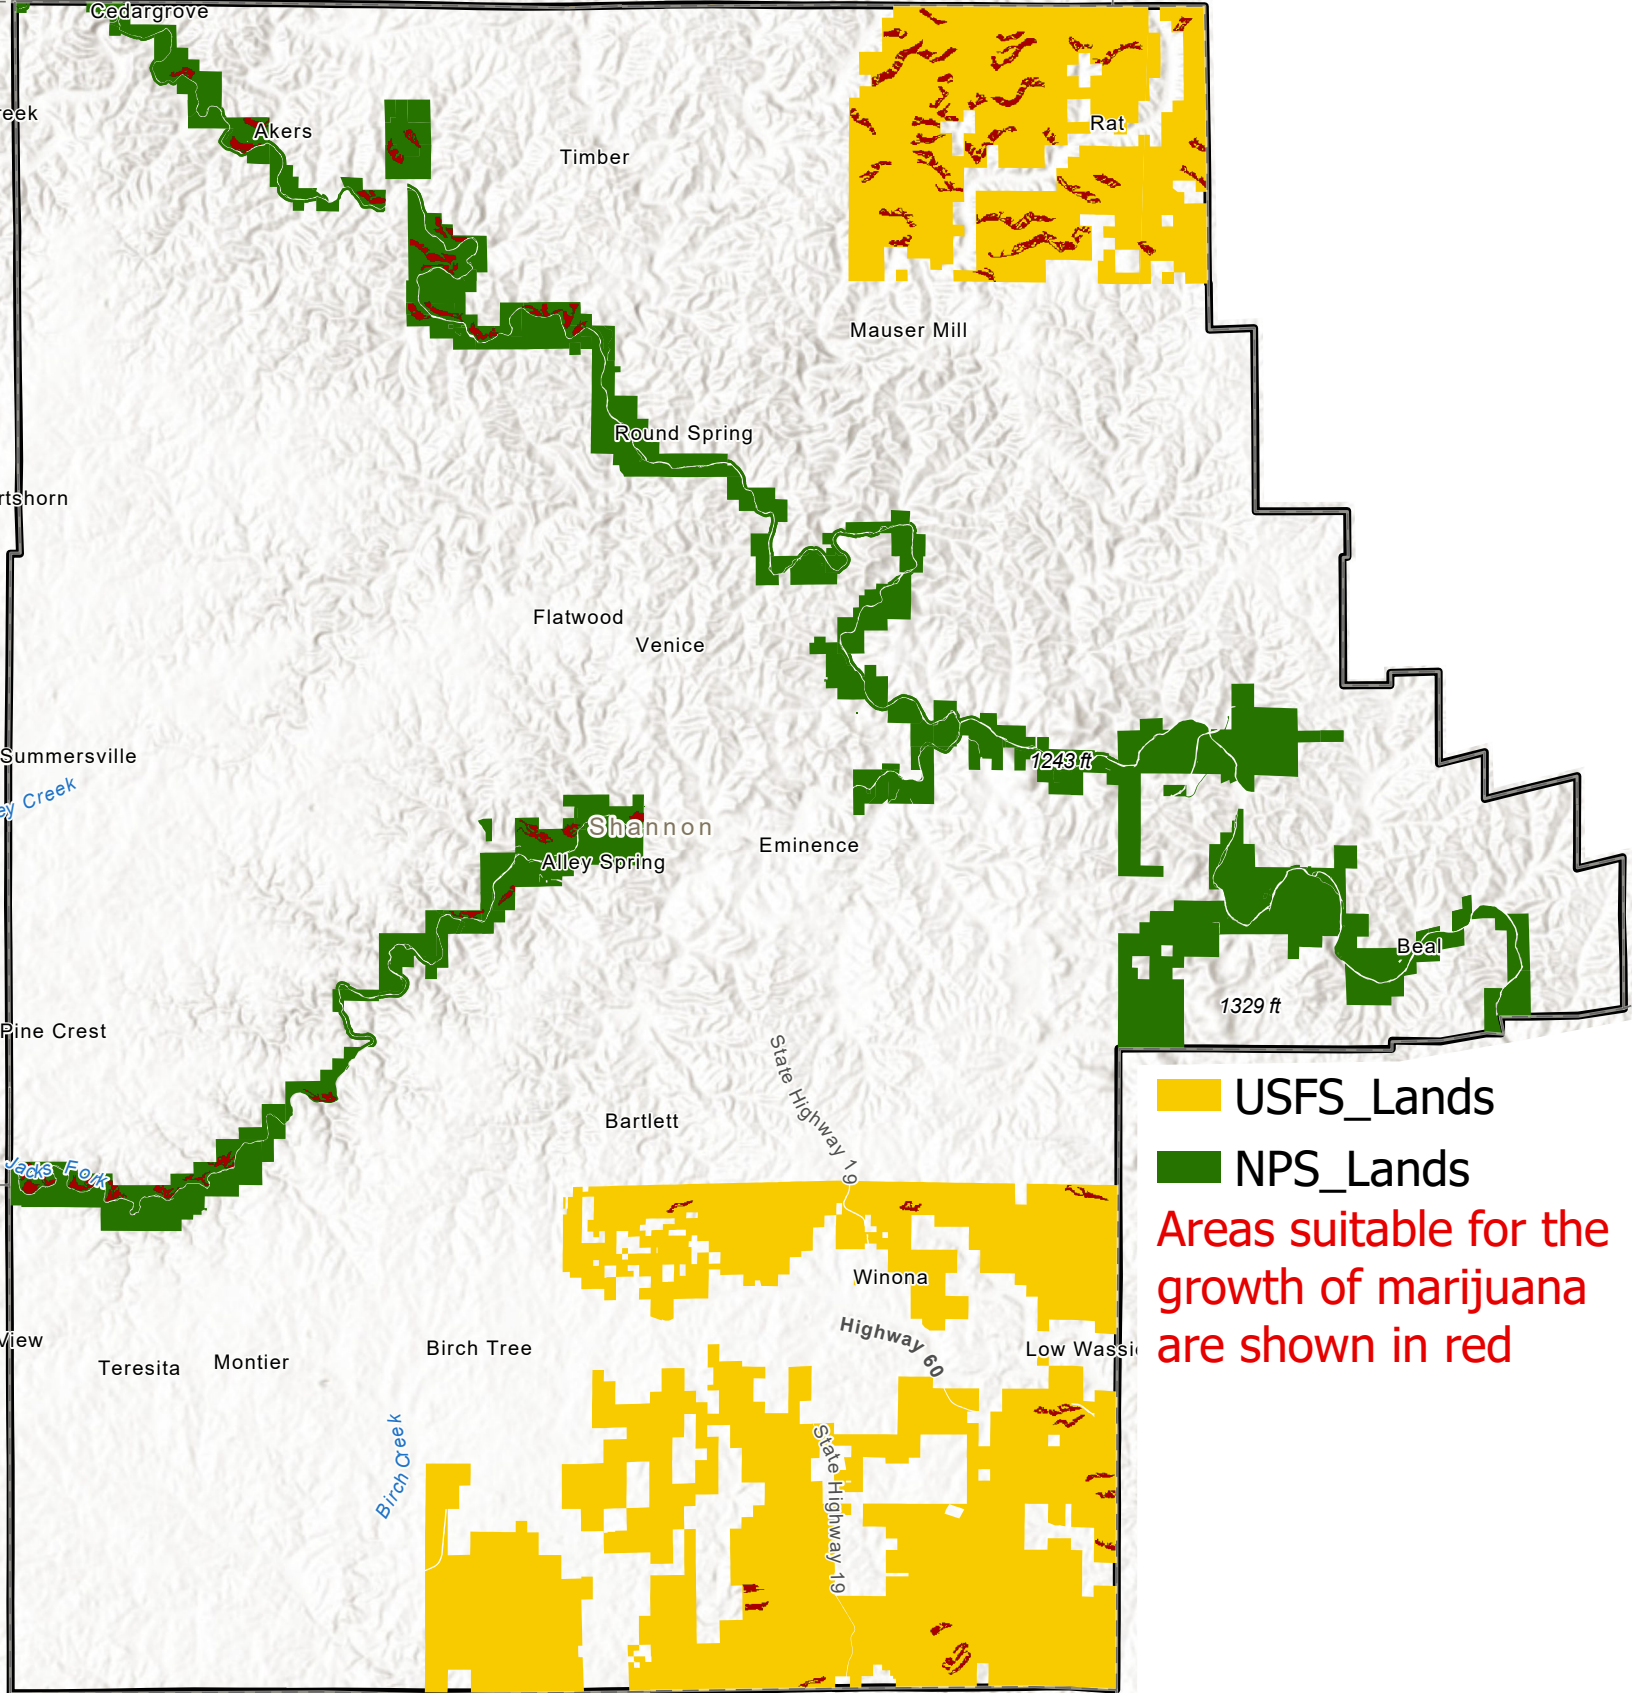 Cedargrove
reek
Akers
Timber
Rat
Mauser Mill
Round Spring
rtshorn
Flatwood
Venice
Summersville
ey Creek
1243 ft
Shannon
Alley Spring
Eminence
Beal
1329 ft
Pine Crest
State Highway 19
Bartlett
Jacks Fork
Winona
Highway 60
View
Teresita
Montier
Birch Tree
Low Wassi
Birch Creek
State Highway 19
USFS_Lands
NPS_Lands
Areas suitable for the
growth of marijuana
are shown in red